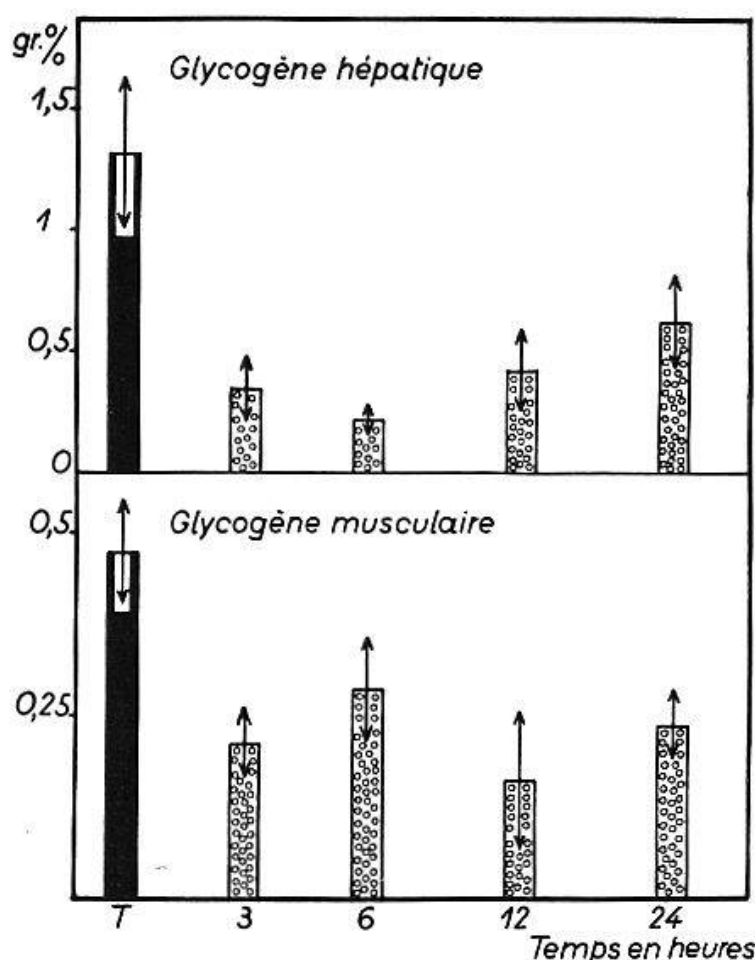 gr.%
Glycogène hépatique
1,5
1
0,5
0
Glycogène musculaire
0,5
0,25
T 3 6 12 24
Temps en heures